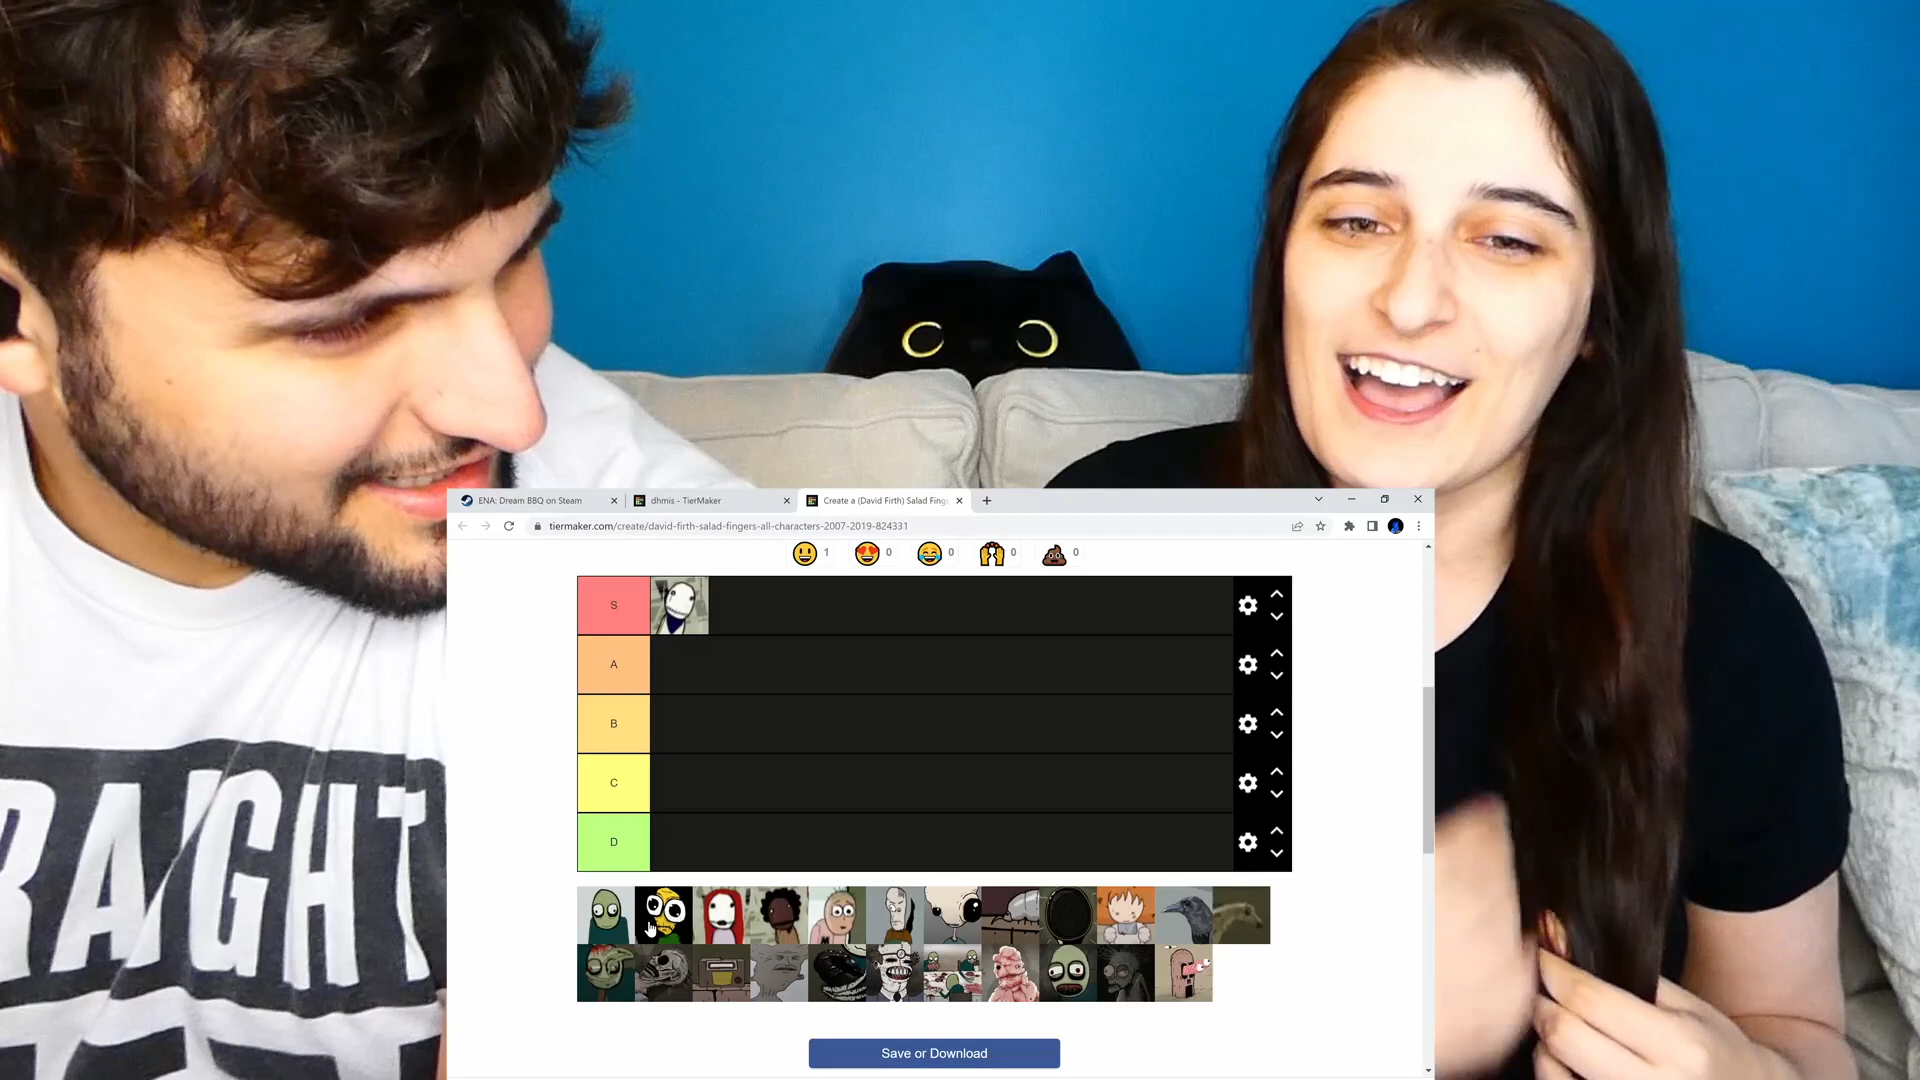 ENA: Dream BBQ on Steam
dhmis - TierMaker
Create a (David Firth) Salad Fing
tiermaker.com/create/david-firth-salad-fingers-all-characters-2007-2019-824331
1
0
0
0
0
S
A
B
C
D
Save or Download
RAIGHT